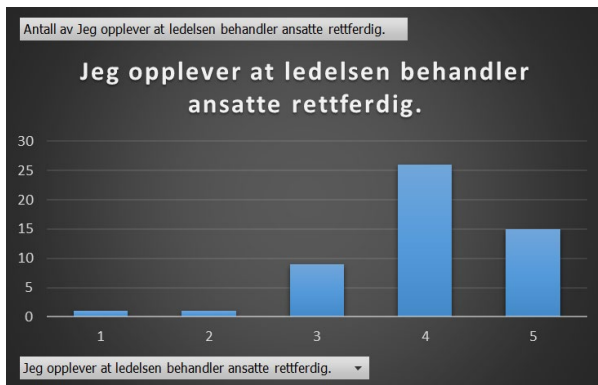 Antall av Jeg opplever at ledelsen behandler ansatte rettferdig.
Jeg opplever at ledelsen behandler
ansatte rettferdig.
30
25
20
15
10
5
0
1 2 3 4 5
Jeg opplever at ledelsen behandler ansatte rettferdig.